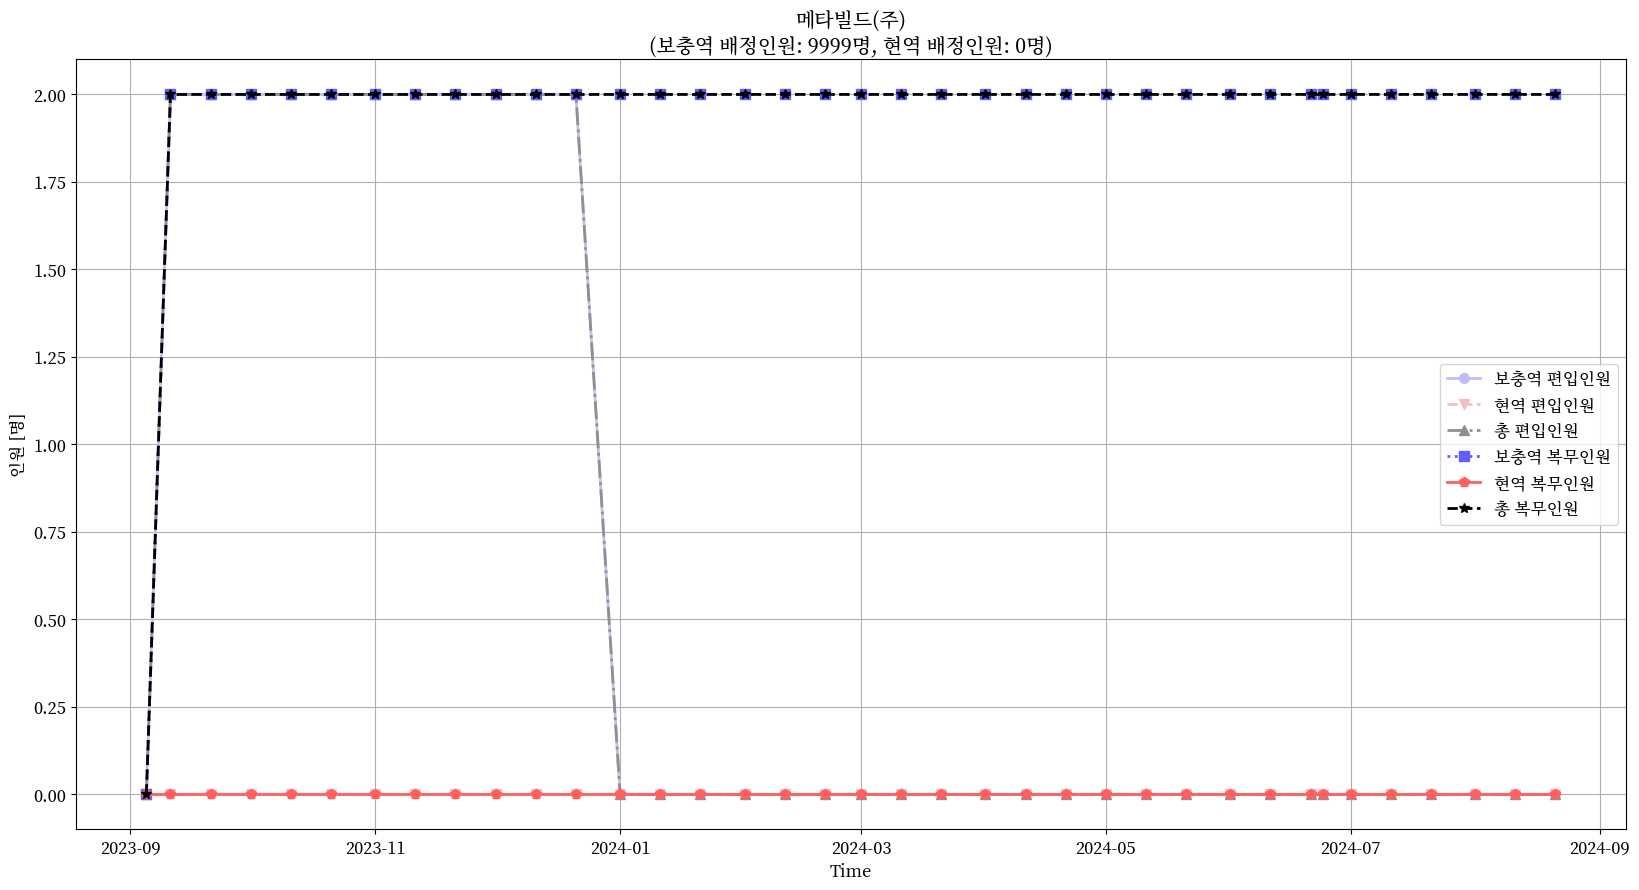 메타빌드(주)
(보충역 배정인원: 9999명, 현역 배정인원: 0명)
인원 [명]
2.00
1.75
1.50
1.25
1.00
0.75
0.50
0.25
0.00
보충역 편입인원
현역 편입인원
총 편입인원
보충역 복무인원
현역 복무인원
총 복무인원
2023-09
2023-11
2024-01
2024-03
2024-05
2024-07
2024-09
Time